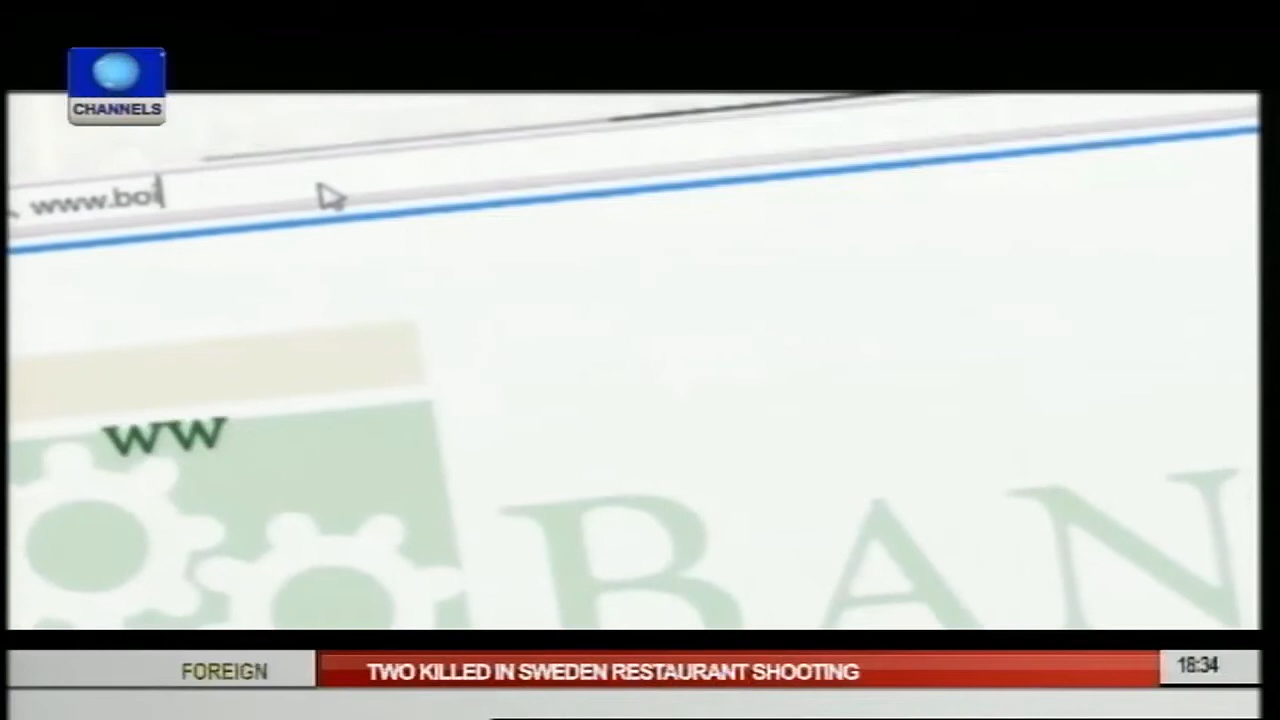 CHANNELS
www.boi
WW
BAN
FOREIGN
TWO KILLED IN SWEDEN RESTAURANT SHOOTING
18:34